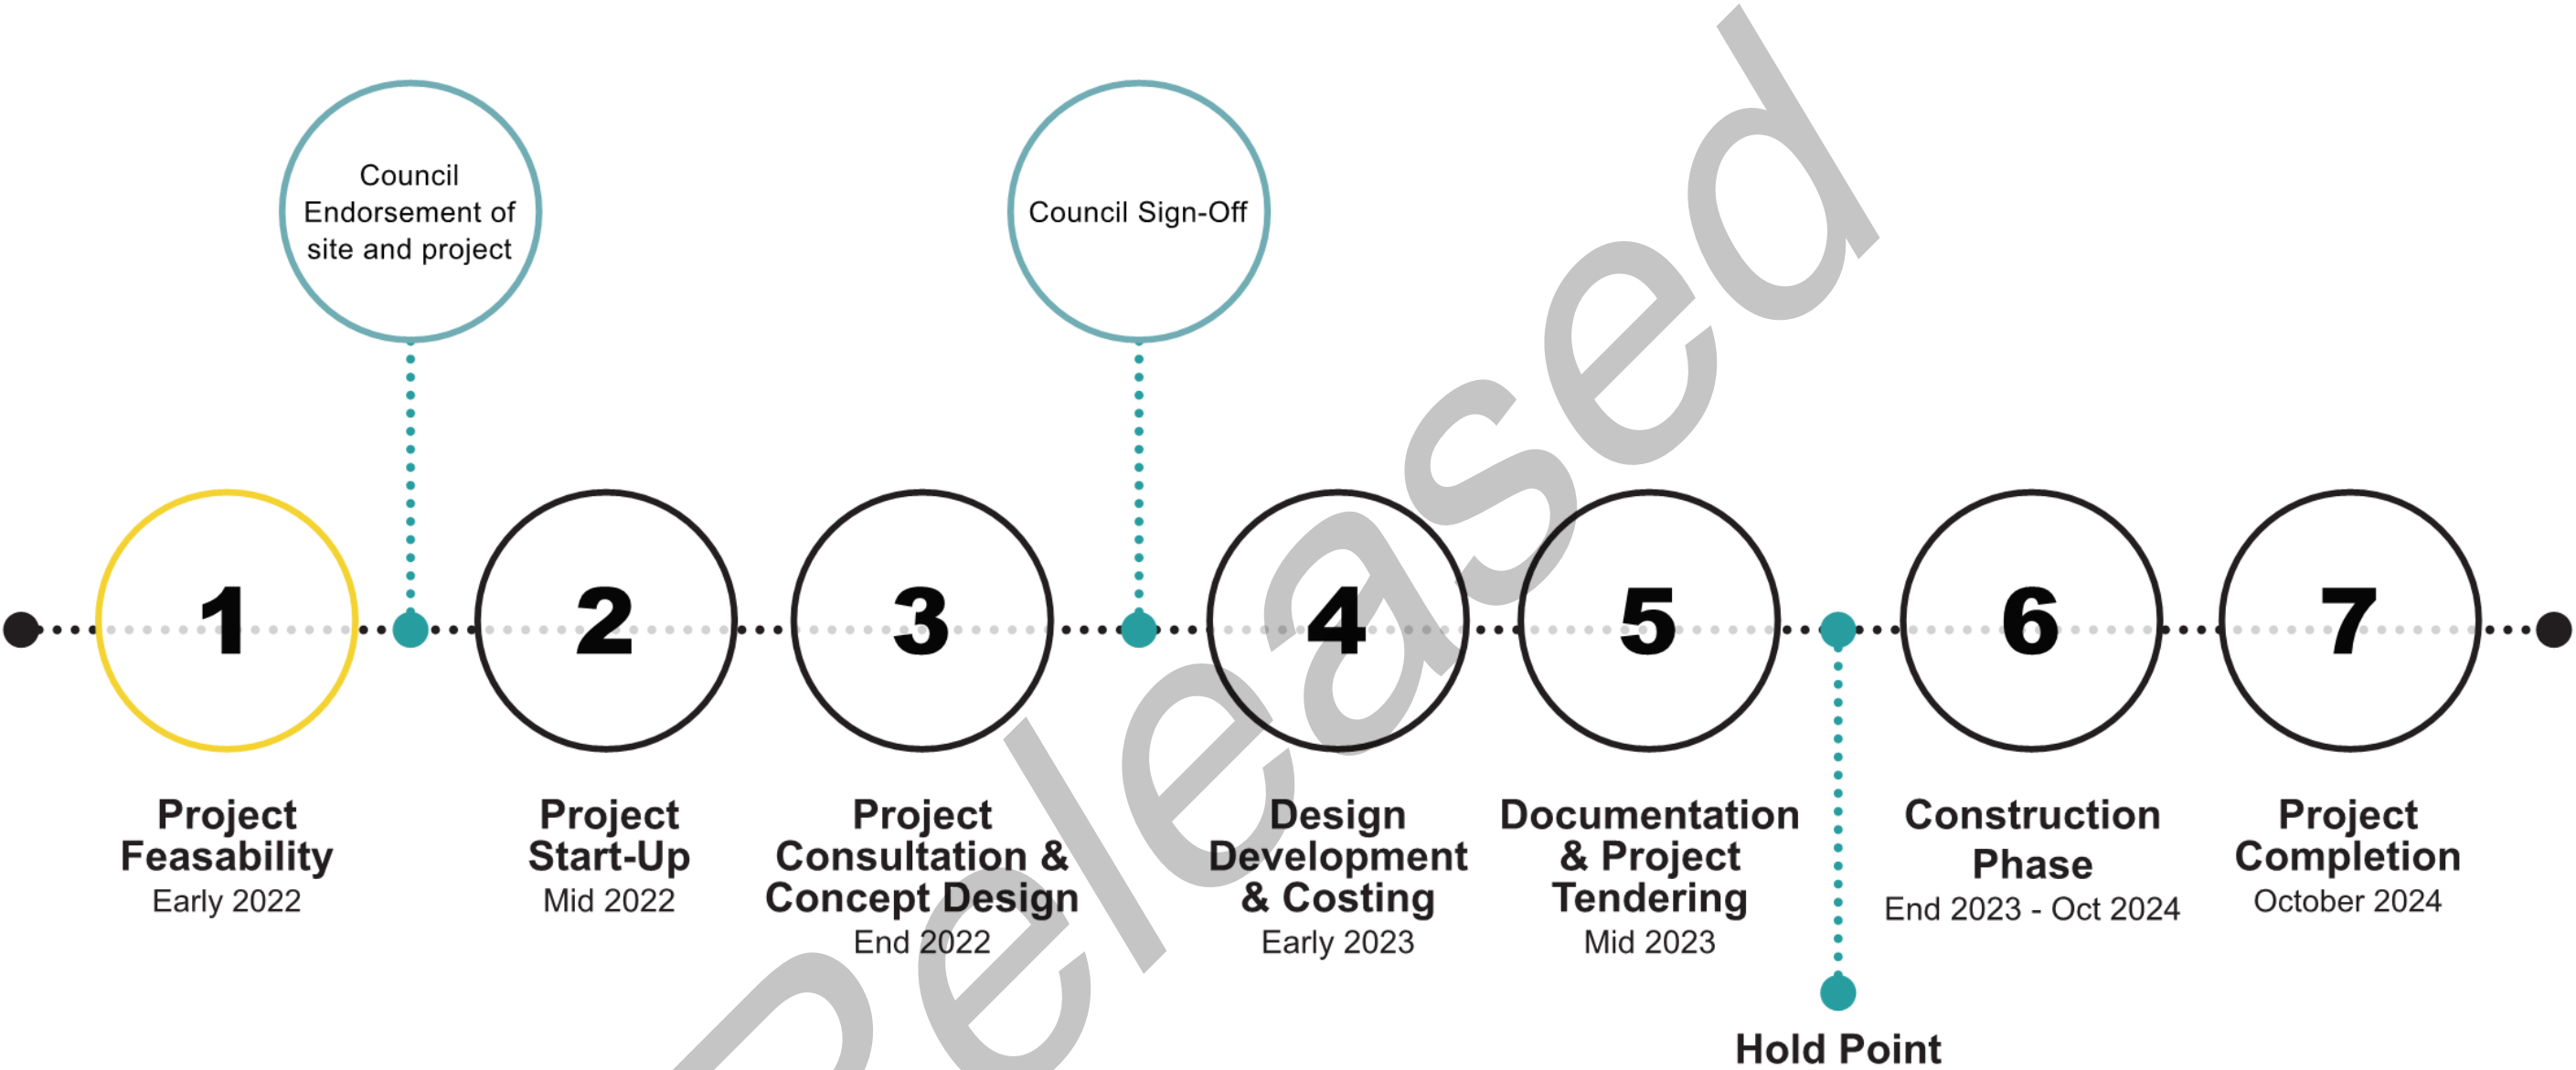 Council
Endorsement of
site and project
Council Sign-Off
1
2
3
4
5
6
7
Project
Feasability
Early 2022
Project
Start-Up
Mid 2022
Project
Consultation &
Concept Design
End 2022
Design
Development
& Costing
Early 2023
Documentation
& Project
Tendering
Mid 2023
Construction
Phase
End 2023 - Oct 2024
Project
Completion
October 2024
Hold Point
Released